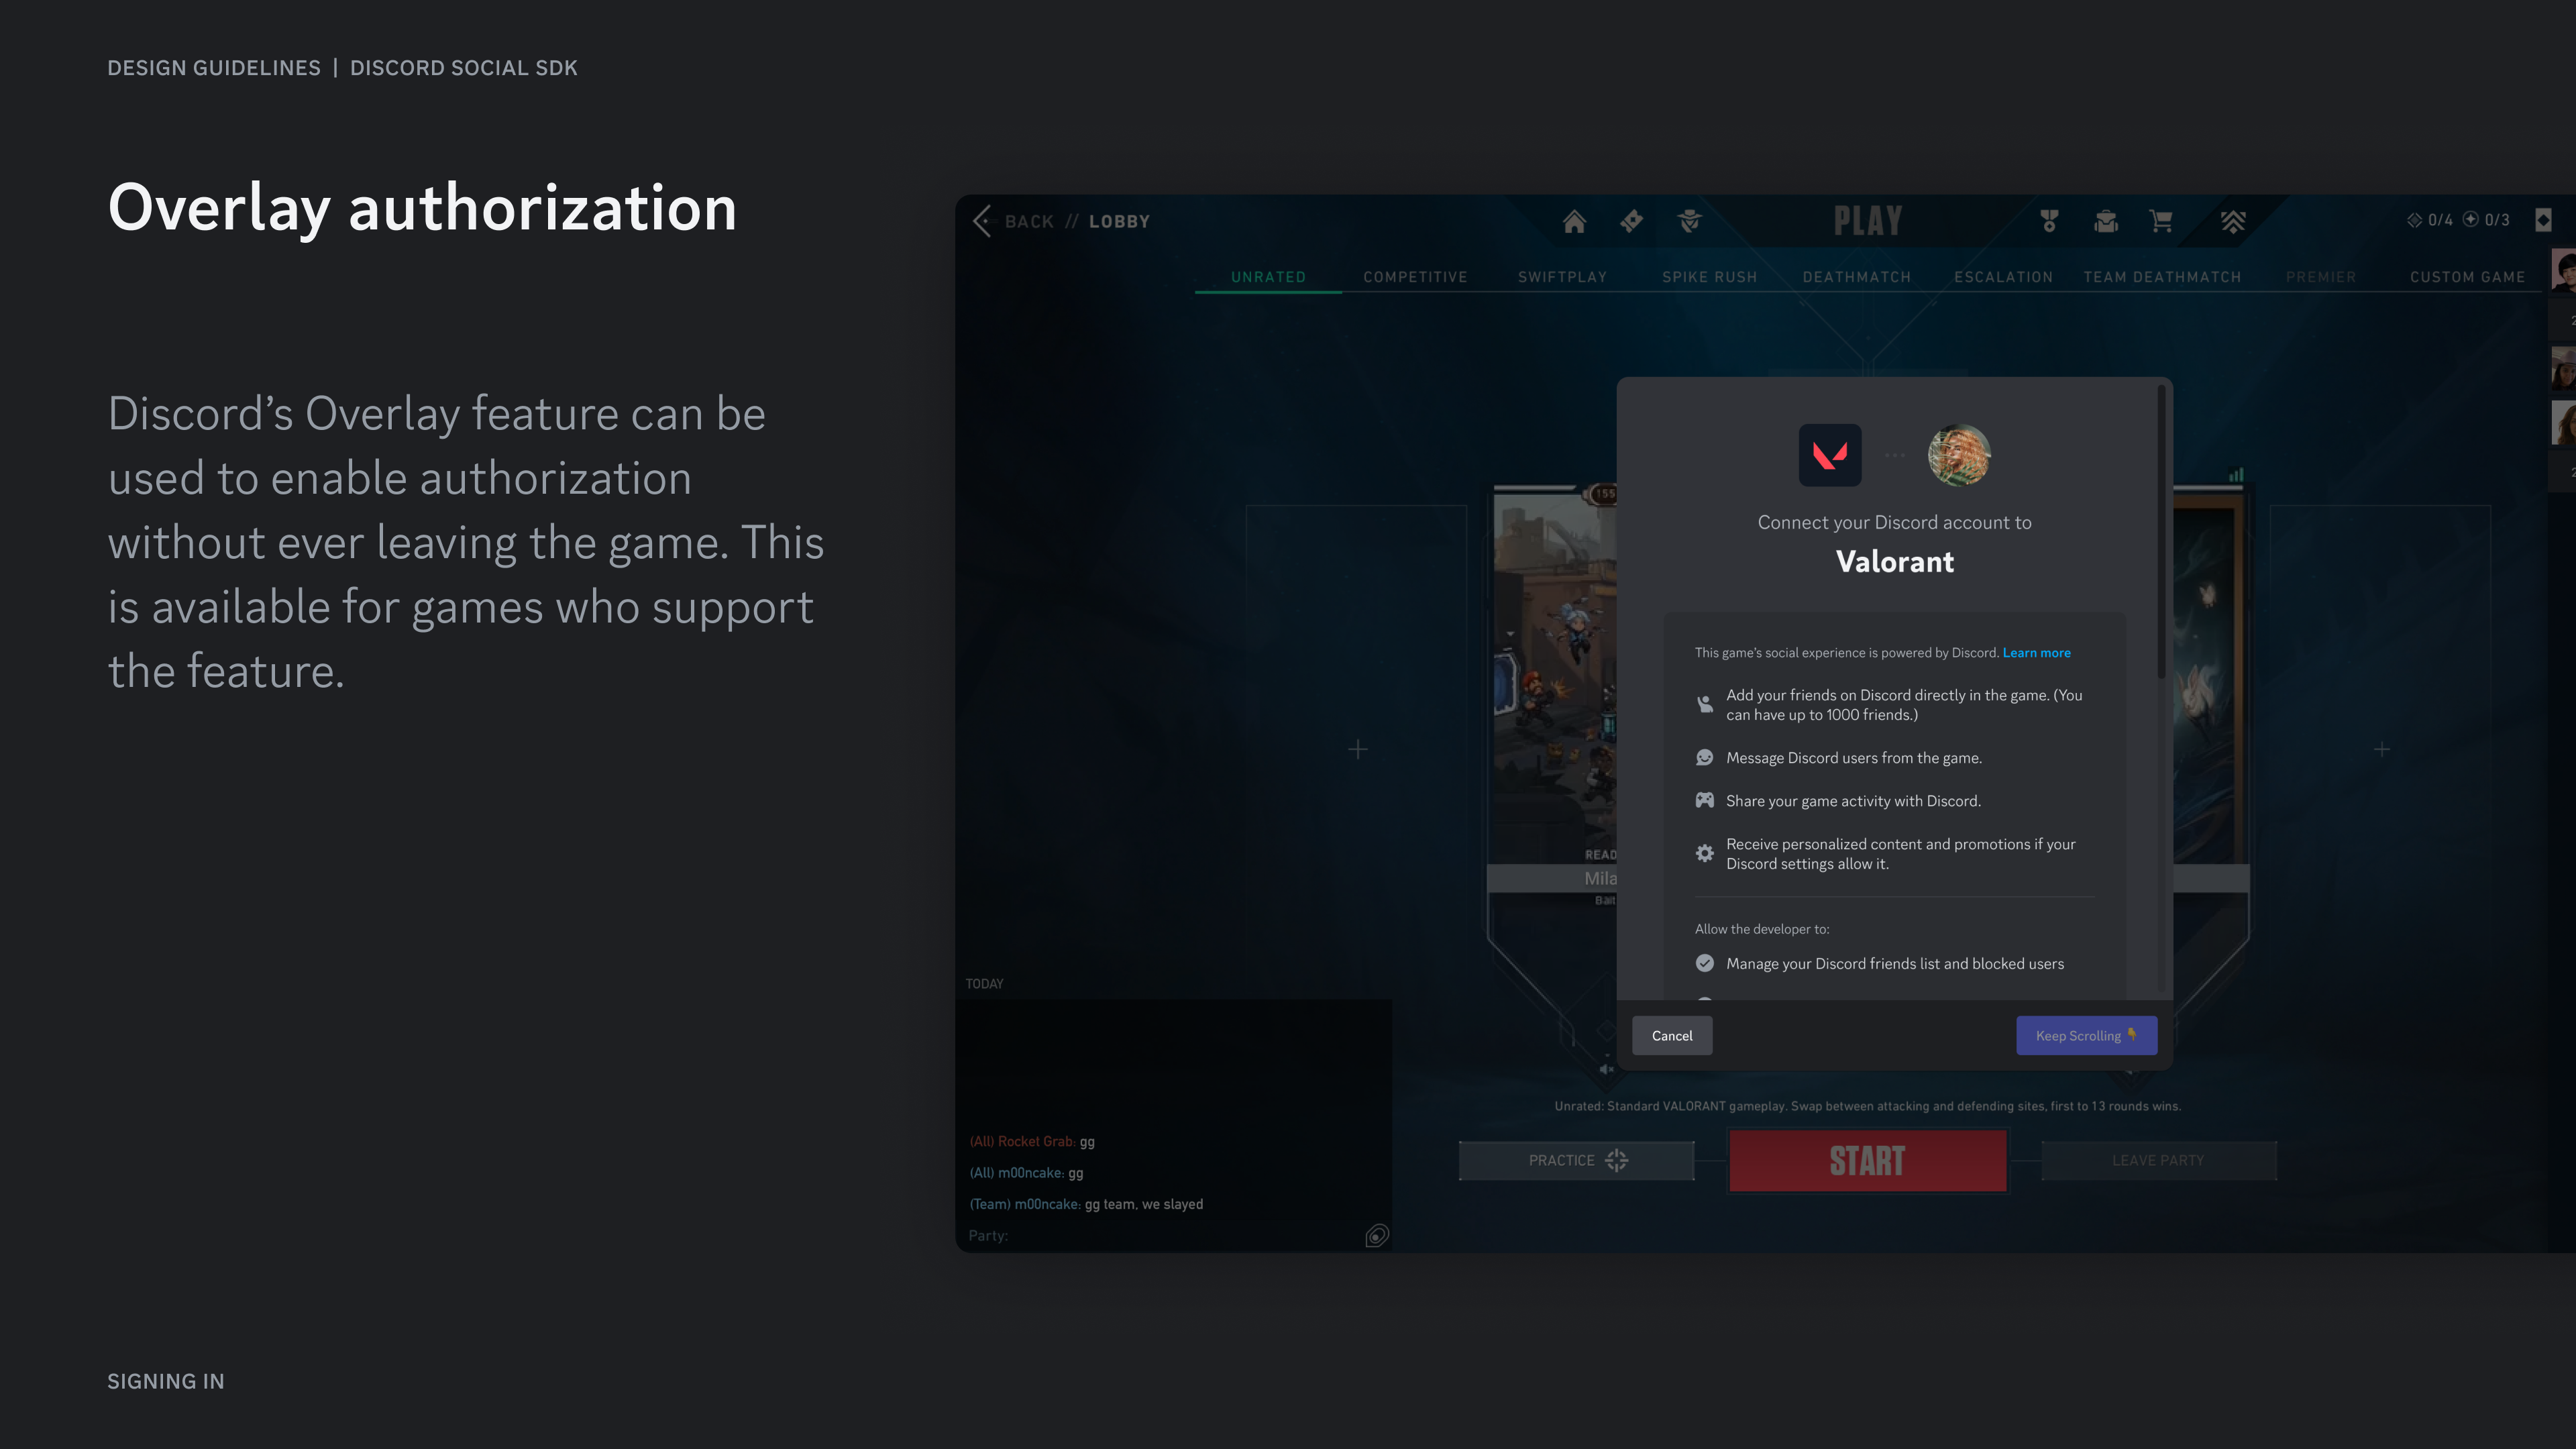 DESIGN GUIDELINES | DISCORD SOCIAL SDK
Overlay authorization
Discord’s Overlay feature can be
used to enable authorization
without ever leaving the game. This
is available for games who support
the feature.
BACK // LOBBY
PLAY
0/4 0/3
UNRATED COMPETITIVE SWIFTPLAY SPIKE RUSH DEATHMATCH ESCALATION TEAM DEATHMATCH PREMIER CUSTOM GAME
2
2
155
Connect your Discord account to
Valorant
This game’s social experience is powered by Discord. Learn more
Add your friends on Discord directly in the game. (You
can have up to 1000 friends.)
Message Discord users from the game.
Share your game activity with Discord.
Receive personalized content and promotions if your
Discord settings allow it.
Allow the developer to:
Manage your Discord friends list and blocked users
Cancel
Keep Scrolling 👇
READ
Mila
Bait
Unrated: Standard VALORANT gameplay. Swap between attacking and defending sites, first to 13 rounds wins.
PRACTICE
START
LEAVE PARTY
TODAY
(All) Rocket Grab: gg
(All) m00ncake: gg
(Team) m00ncake: gg team, we slayed
Party:
SIGNING IN